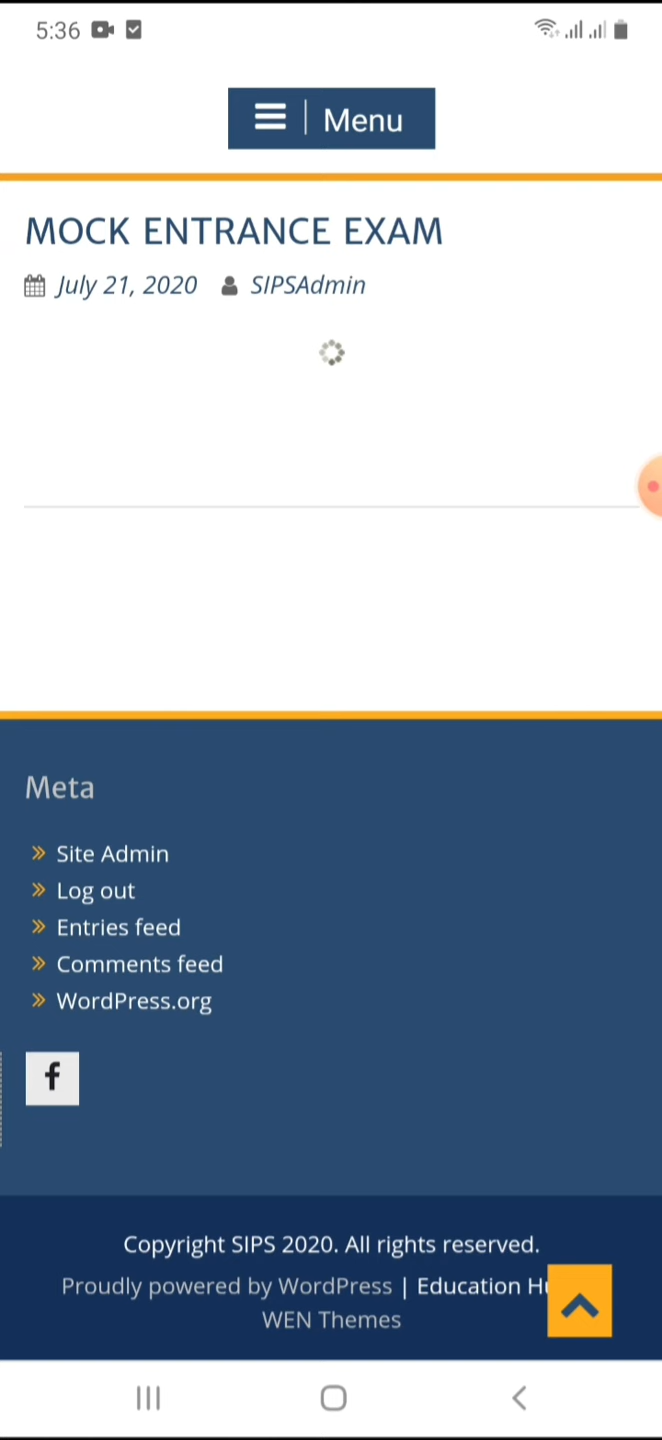 5:36
Menu
MOCK ENTRANCE EXAM
July 21, 2020 SIPSAdmin
Meta
Site Admin
Log out
Entries feed
Comments feed
WordPress.org
f
Copyright SIPS 2020. All rights reserved.
Proudly powered by WordPress | Education
WEN Themes